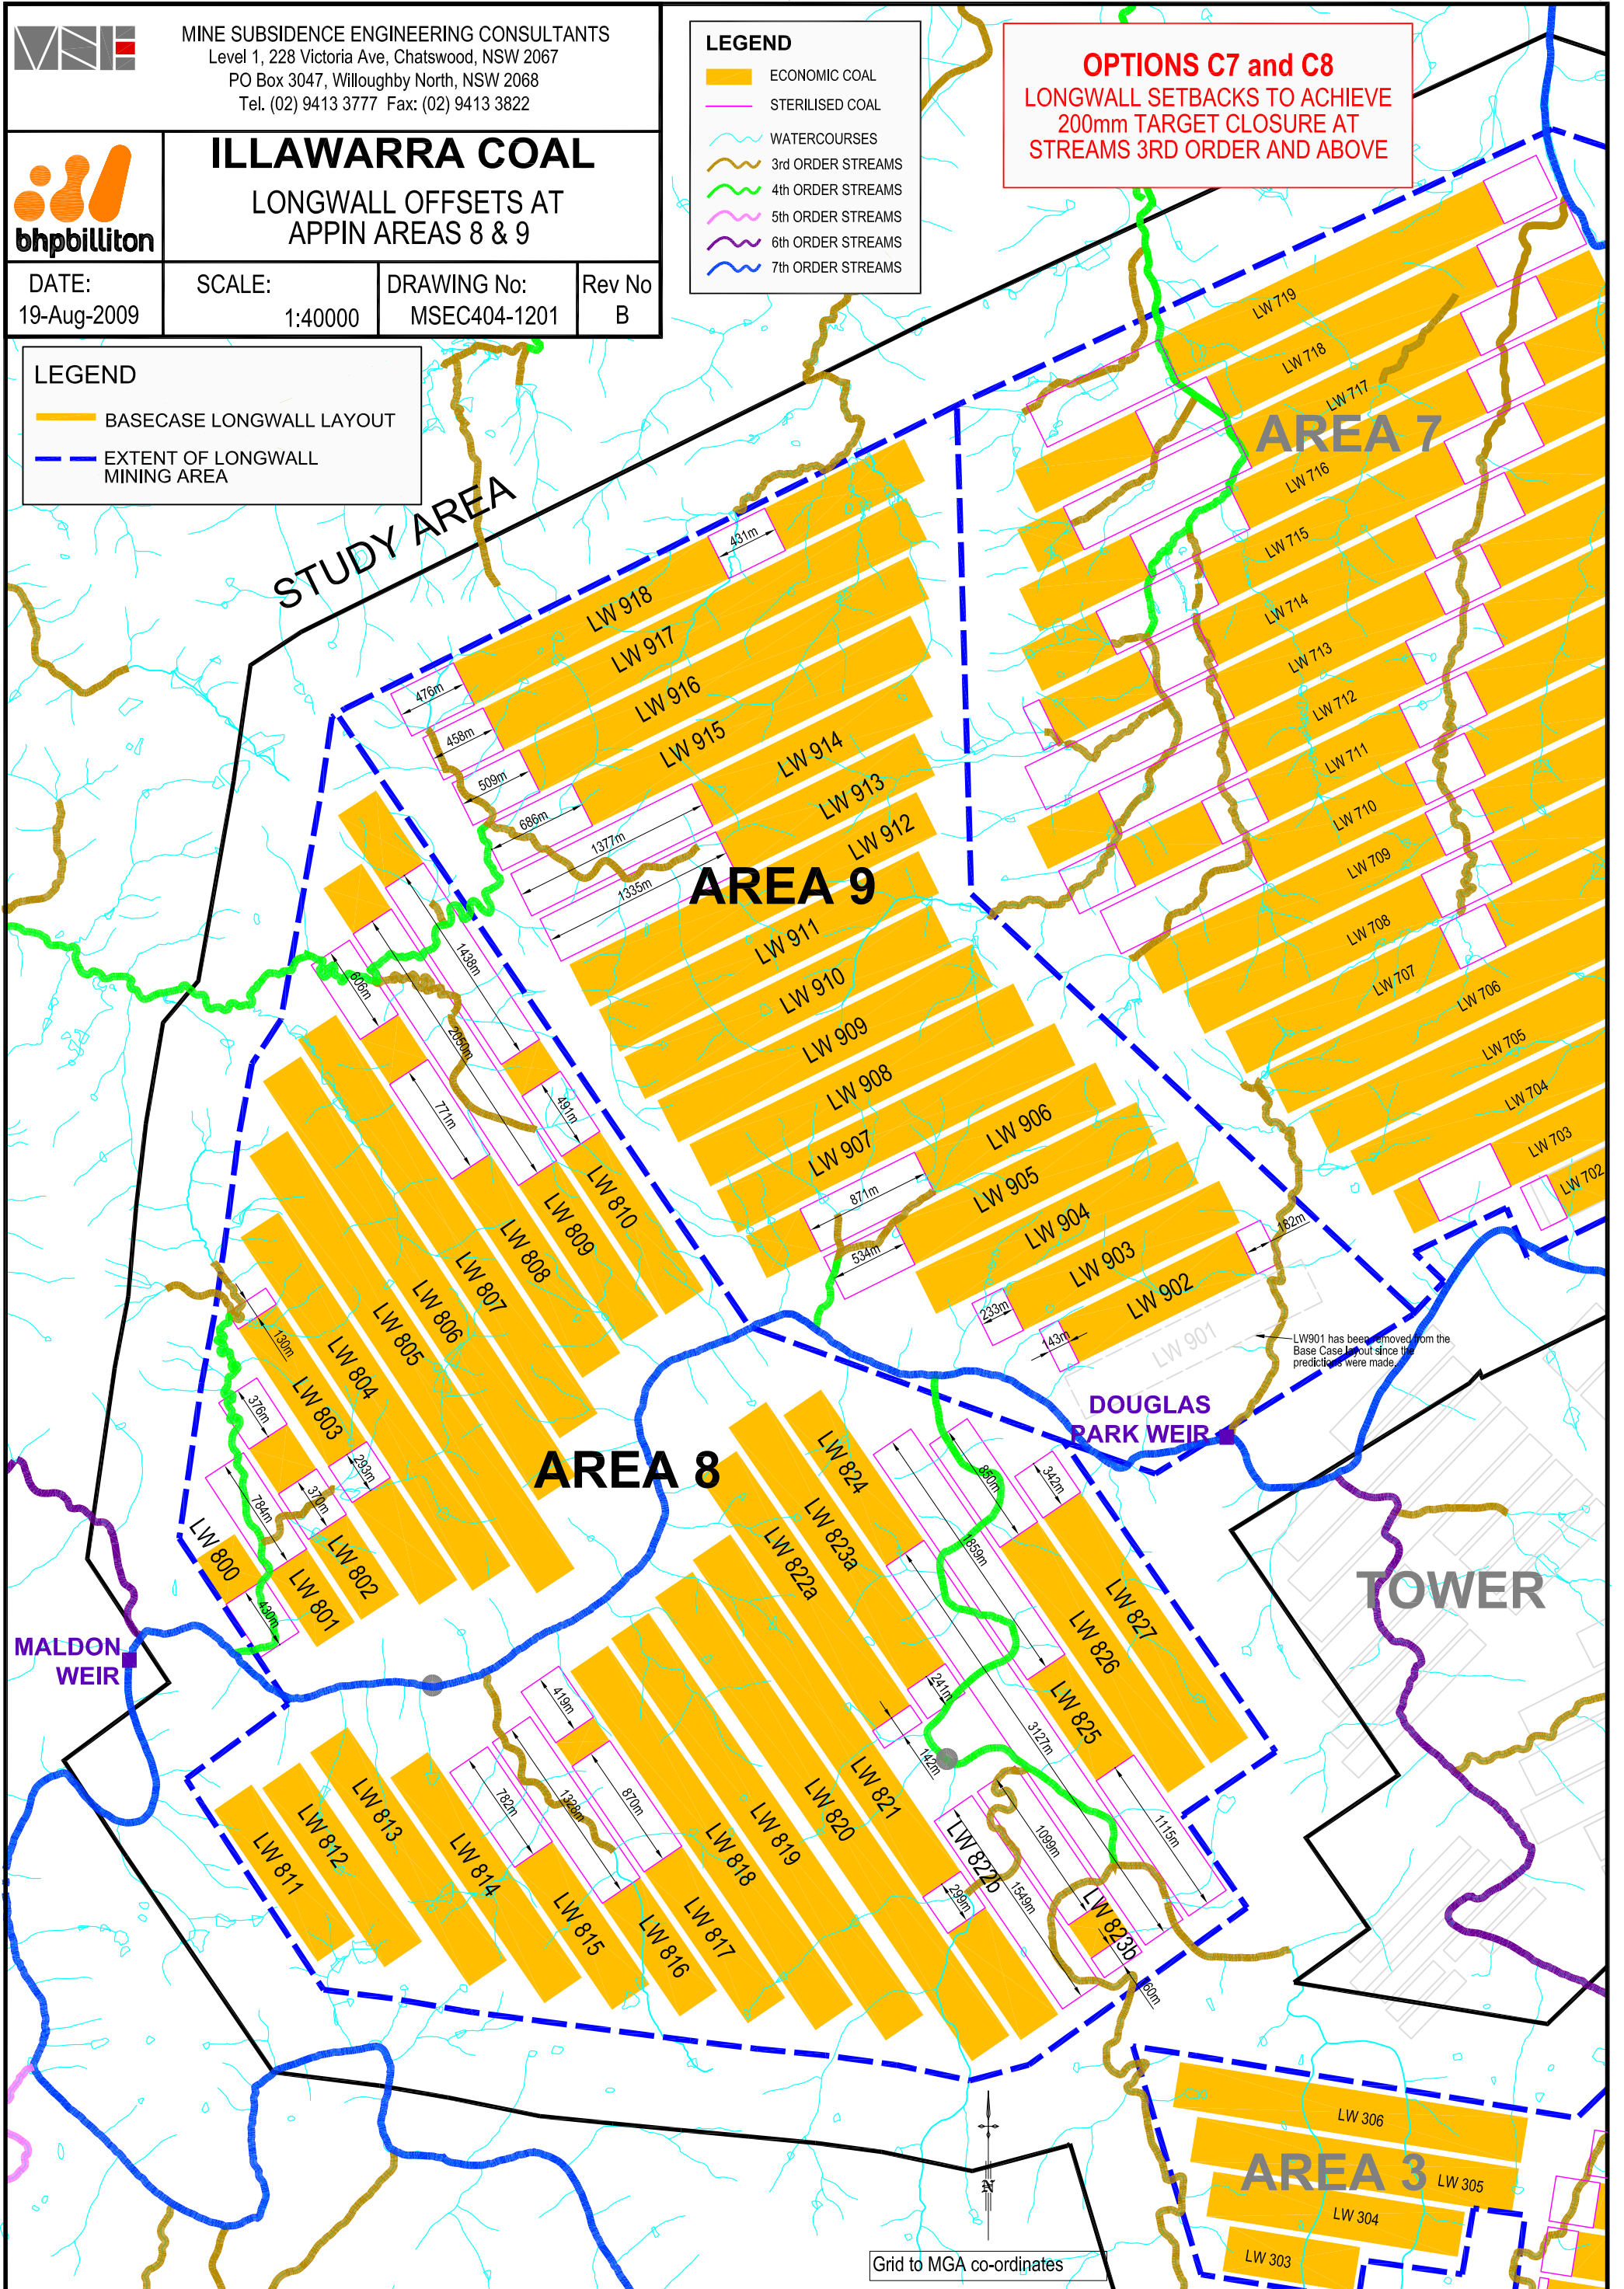 MINE SUBSIDENCE ENGINEERING CONSULTANTS
Level 1, 228 Victoria Ave, Chatswood, NSW 2067
PO Box 3047, Willoughby North, NSW 2068
Tel. (02) 9413 3777 Fax: (02) 9413 3822
bhpbilliton
ILLAWARRA COAL
LONGWALL OFFSETS AT
APPIN AREAS 8 & 9
DATE:
19-Aug-2009
SCALE:
1:40000
DRAWING No:
MSEC404-1201
Rev No
B
LEGEND
ECONOMIC COAL
STERILISED COAL
WATERCOURSES
3rd ORDER STREAMS
4th ORDER STREAMS
5th ORDER STREAMS
6th ORDER STREAMS
7th ORDER STREAMS
OPTIONS C7 and C8
LONGWALL SETBACKS TO ACHIEVE
200mm TARGET CLOSURE AT
STREAMS 3RD ORDER AND ABOVE
LEGEND
BASECASE LONGWALL LAYOUT
EXTENT OF LONGWALL
MINING AREA
STUDY AREA
AREA 7
LW 719
LW 718
LW 717
LW 716
LW 715
LW 714
LW 713
LW 712
LW 711
LW 710
LW 709
LW 708
LW 707
LW 706
LW 705
LW 704
LW 703
LW 702
AREA 9
431m
LW 918
LW 917
LW 916
LW 915
LW 914
LW 913
LW 912
LW 911
LW 910
LW 909
LW 908
LW 907
LW 906
LW 905
LW 904
LW 903
LW 902
LW 901
476m
458m
509m
686m
1377m
1335m
871m
534m
233m
143m
182m
LW901 has been removed from the
Base Case layout since the
predictions were made.
DOUGLAS
PARK WEIR
AREA 8
1438m
606m
2050m
771m
491m
LW 810
LW 809
LW 808
LW 807
LW 806
LW 805
LW 804
LW 803
LW 802
LW 801
LW 800
130m
376m
293m
370m
784m
430m
MALDON
WEIR
LW 811
LW 812
LW 813
LW 814
LW 815
LW 816
LW 817
LW 818
LW 819
LW 820
LW 821
LW 822a
LW 823a
LW 824
LW 825
LW 826
LW 827
LW 822b
LW 823b
419m
782m
1328m
870m
850m
342m
1859m
241m
142m
3127m
1115m
1099m
1549m
299m
60m
TOWER
AREA 3
LW 306
LW 305
LW 304
LW 303
N
Grid to MGA co-ordinates